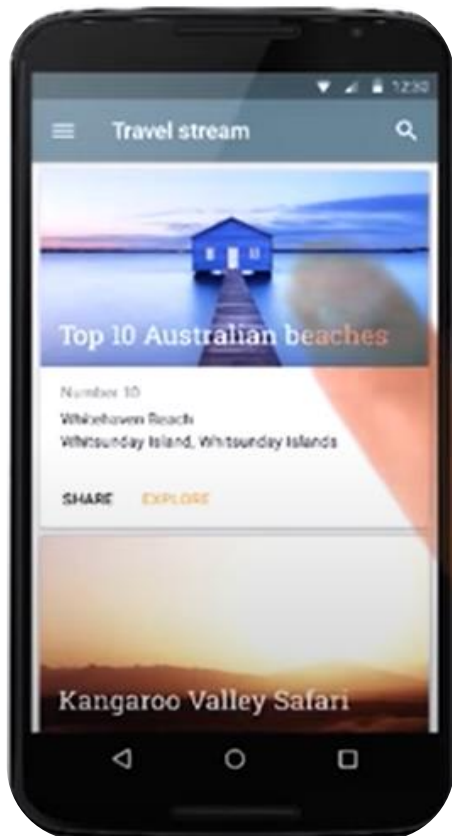 12:30
Travel stream
Top 10 Australian beaches
Number 10
Whitehaven Beach
Whitsunday Island, Whitsunday Islands
SHARE EXPLORE
Kangaroo Valley Safari